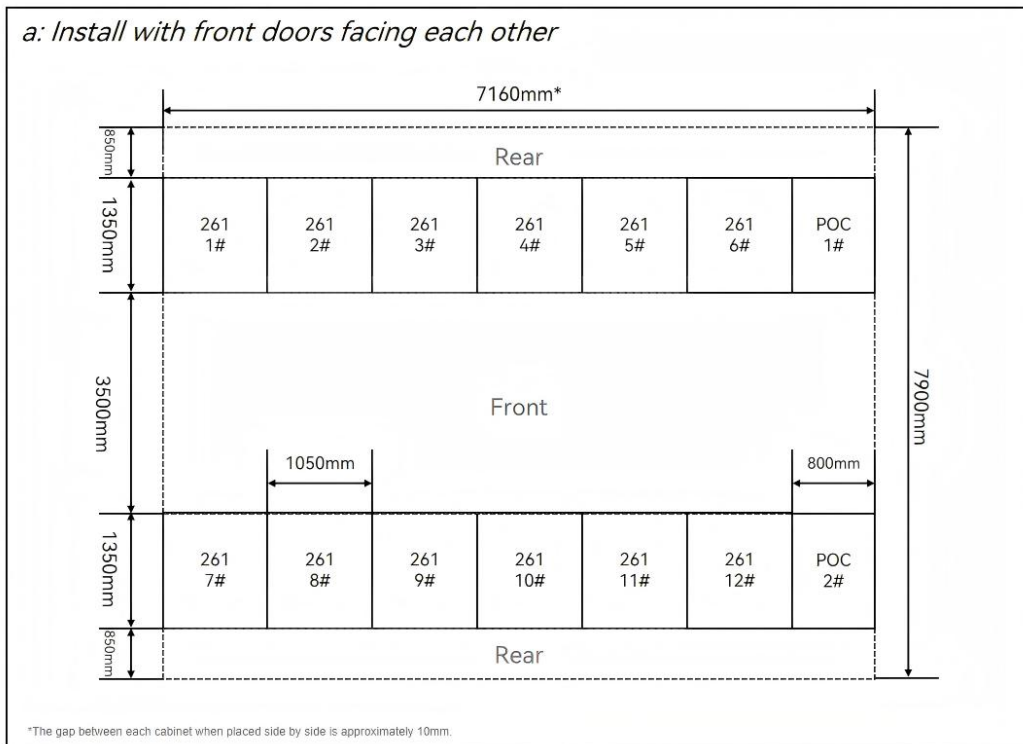 a: Install with front doors facing each other
7160mm*
850mm
Rear
1350mm
261
1#
261
2#
261
3#
261
4#
261
5#
261
6#
POC
1#
3500mm
Front
7900mm
1050mm
800mm
1350mm
261
7#
261
8#
261
9#
261
10#
261
11#
261
12#
POC
2#
850mm
Rear
*The gap between each cabinet when placed side by side is approximately 10mm.